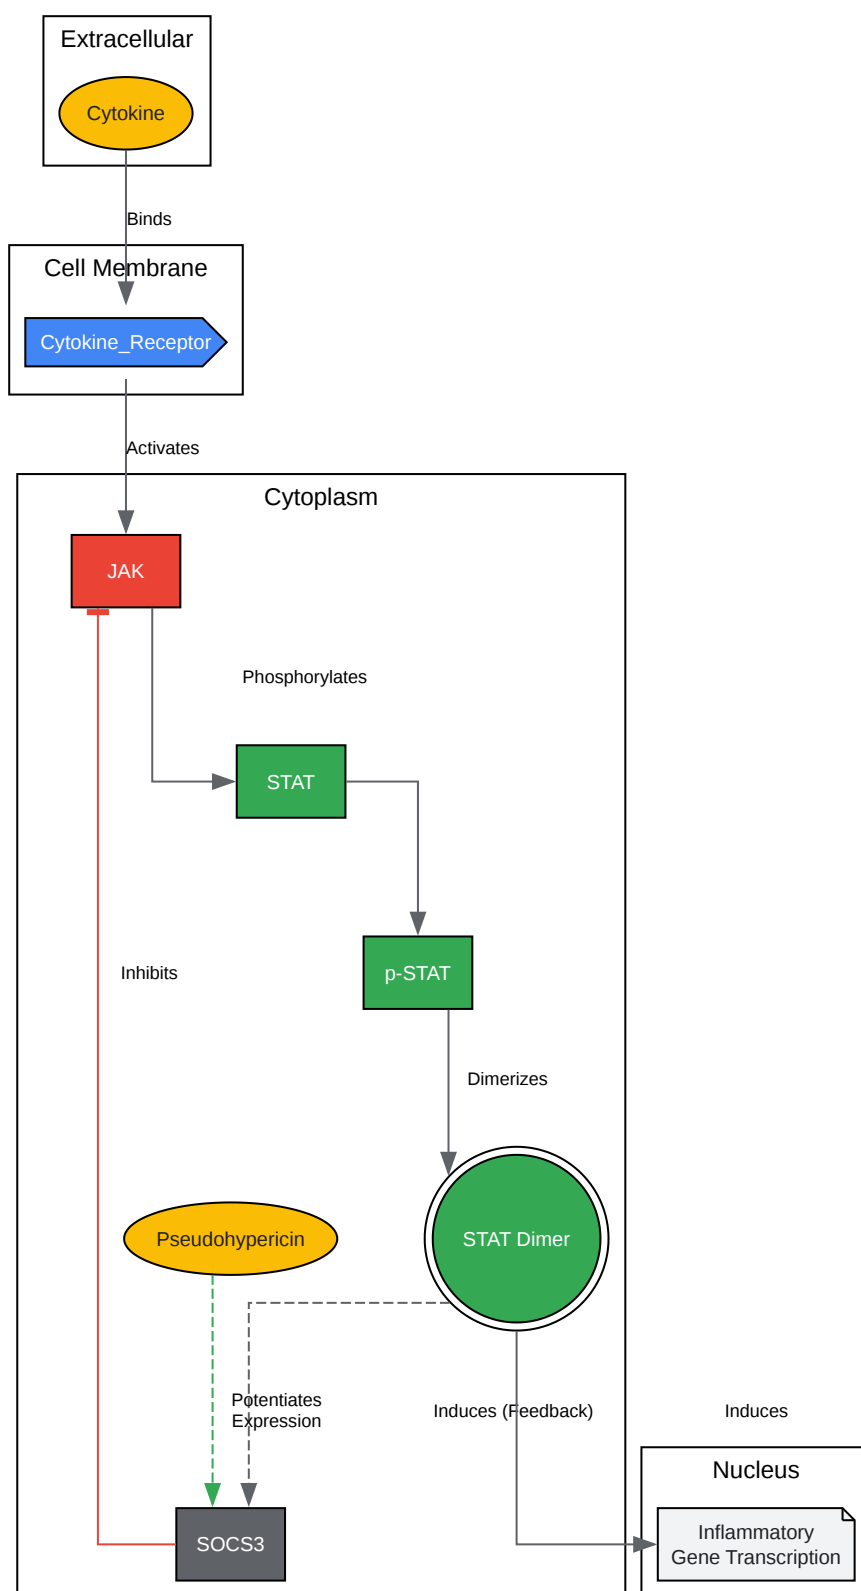 Extracellular
Cytokine
Binds
Cell Membrane
Cytokine_Receptor
Activates
Cytoplasm
JAK
Phosphorylates
STAT
Inhibits
p-STAT
Dimerizes
Pseudohypericin
STAT Dimer
Potentiates
Expression
Induces (Feedback)
Induces
Nucleus
SOCS3
Inflammatory
Gene Transcription